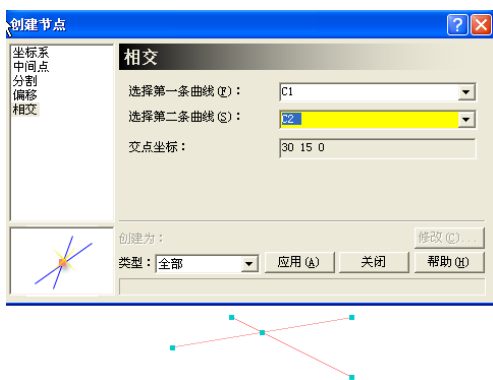 创建节点
坐标系
中间点
分割
偏移
相交
相交
选择第一条曲线(F)： C1
选择第二条曲线(S)： C2
交点坐标： 30 15 0
创建为：
修改(C)...
类型： 全部 应用(A) 关闭 帮助(H)